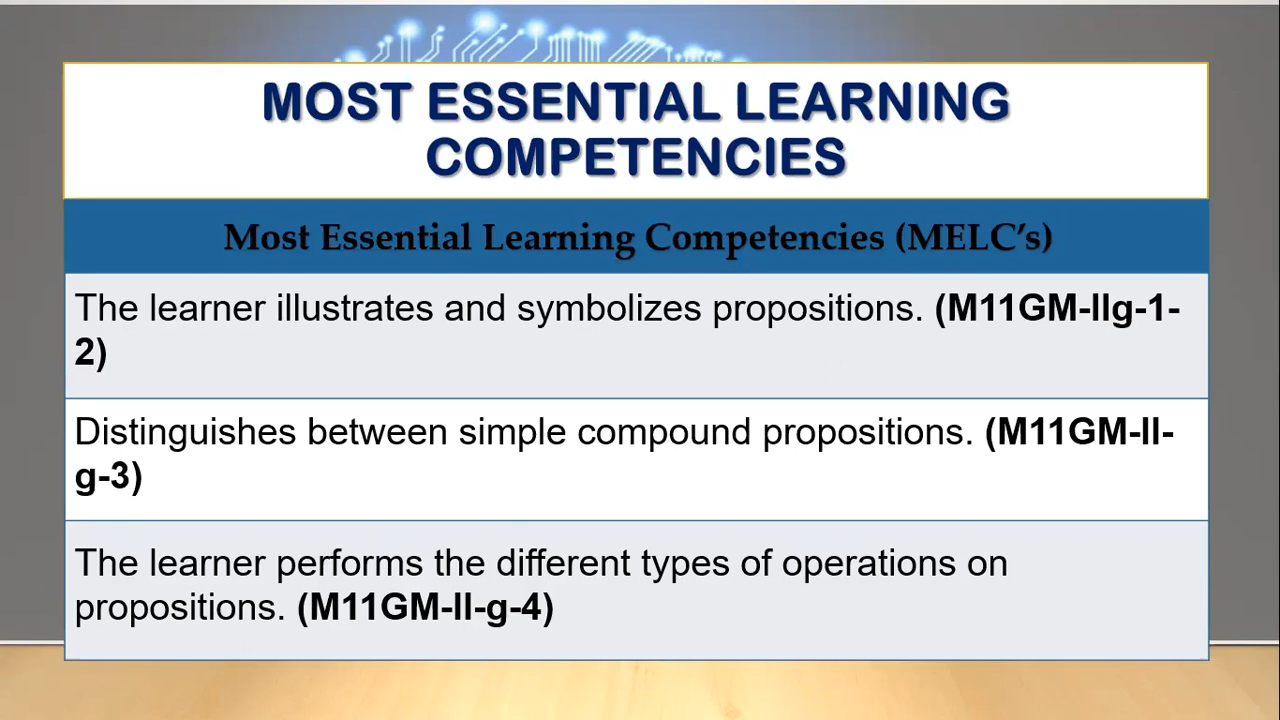 MOST ESSENTIAL LEARNING
COMPETENCIES
Most Essential Learning Competencies (MELC’s)
The learner illustrates and symbolizes propositions. (M11GM-IIg-1-
2)
Distinguishes between simple compound propositions. (M11GM-II-
g-3)
The learner performs the different types of operations on
propositions. (M11GM-II-g-4)